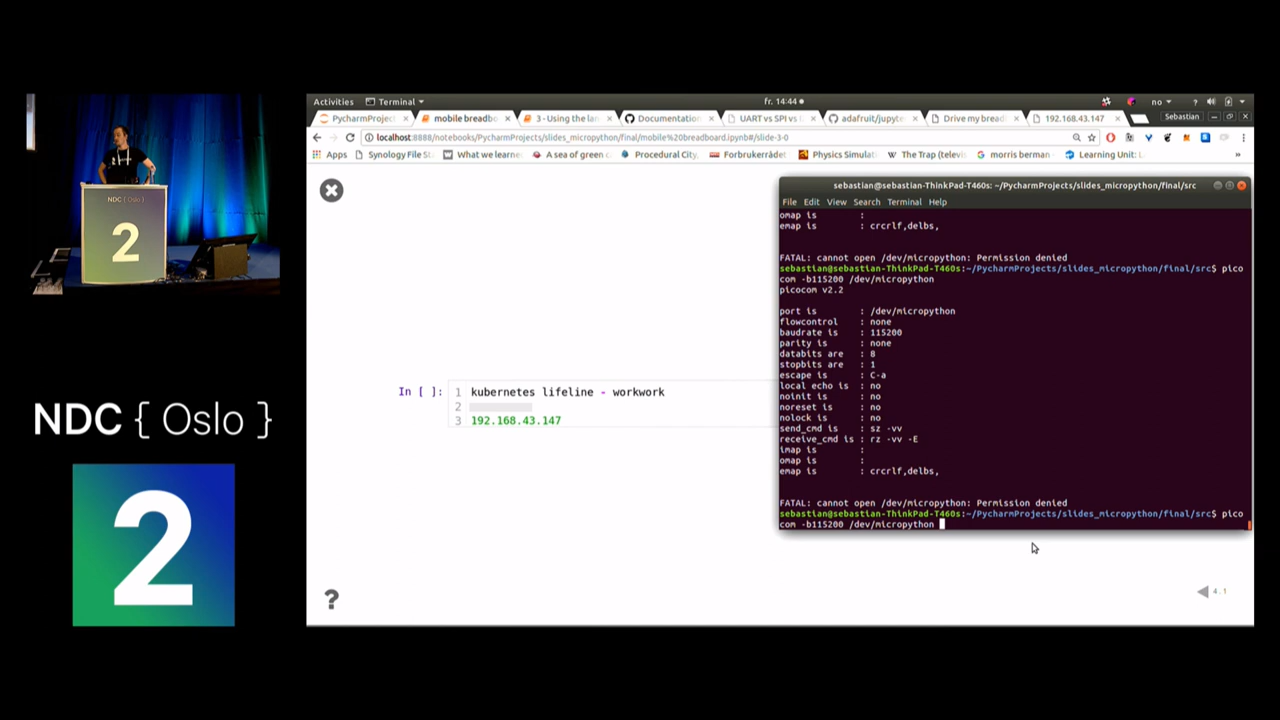 NDC { Oslo }
2
NDC { Oslo }
2
Activities Terminal fr. 14:44 no ?
PycharmProject mobile breadbo 3 - Using the lan Documentation UART vs SPI vs adafruit/jupyte Drive my bread 192.168.43.147 Sebastian
localhost:8888/notebooks/PycharmProjects/slides_micropython/final/mobile%20breadboard.ipynb#/slide-3-0
Apps Synology File St What we learne A sea of green Procedural City Forbrukerrådet Physics Simulat The Trap (televi morris berman Learning Unit: L »
In [ ]:
1 kubernetes lifeline - workwork
2
3 192.168.43.147
?
4.1
sebastian@sebastian-ThinkPad-T460s: ~/PycharmProjects/slides_micropython/final/src
File Edit View Search Terminal Help
omap is :
emap is : crcrlf,delbs,
FATAL: cannot open /dev/micropython: Permission denied
sebastian@sebastian-ThinkPad-T460s:~/PycharmProjects/slides_micropython/final/src$ pico
com -b115200 /dev/micropython
picocom v2.2
port is : /dev/micropython
flowcontrol : none
baudrate is : 115200
parity is : none
databits are : 8
stopbits are : 1
escape is : C-a
local echo is : no
noinit is : no
noreset is : no
nolock is : no
send_cmd is : sz -vv
receive_cmd is : rz -vv -E
imap is :
omap is :
emap is : crcrlf,delbs,
FATAL: cannot open /dev/micropython: Permission denied
sebastian@sebastian-ThinkPad-T460s:~/PycharmProjects/slides_micropython/final/src$ pico
com -b115200 /dev/micropython